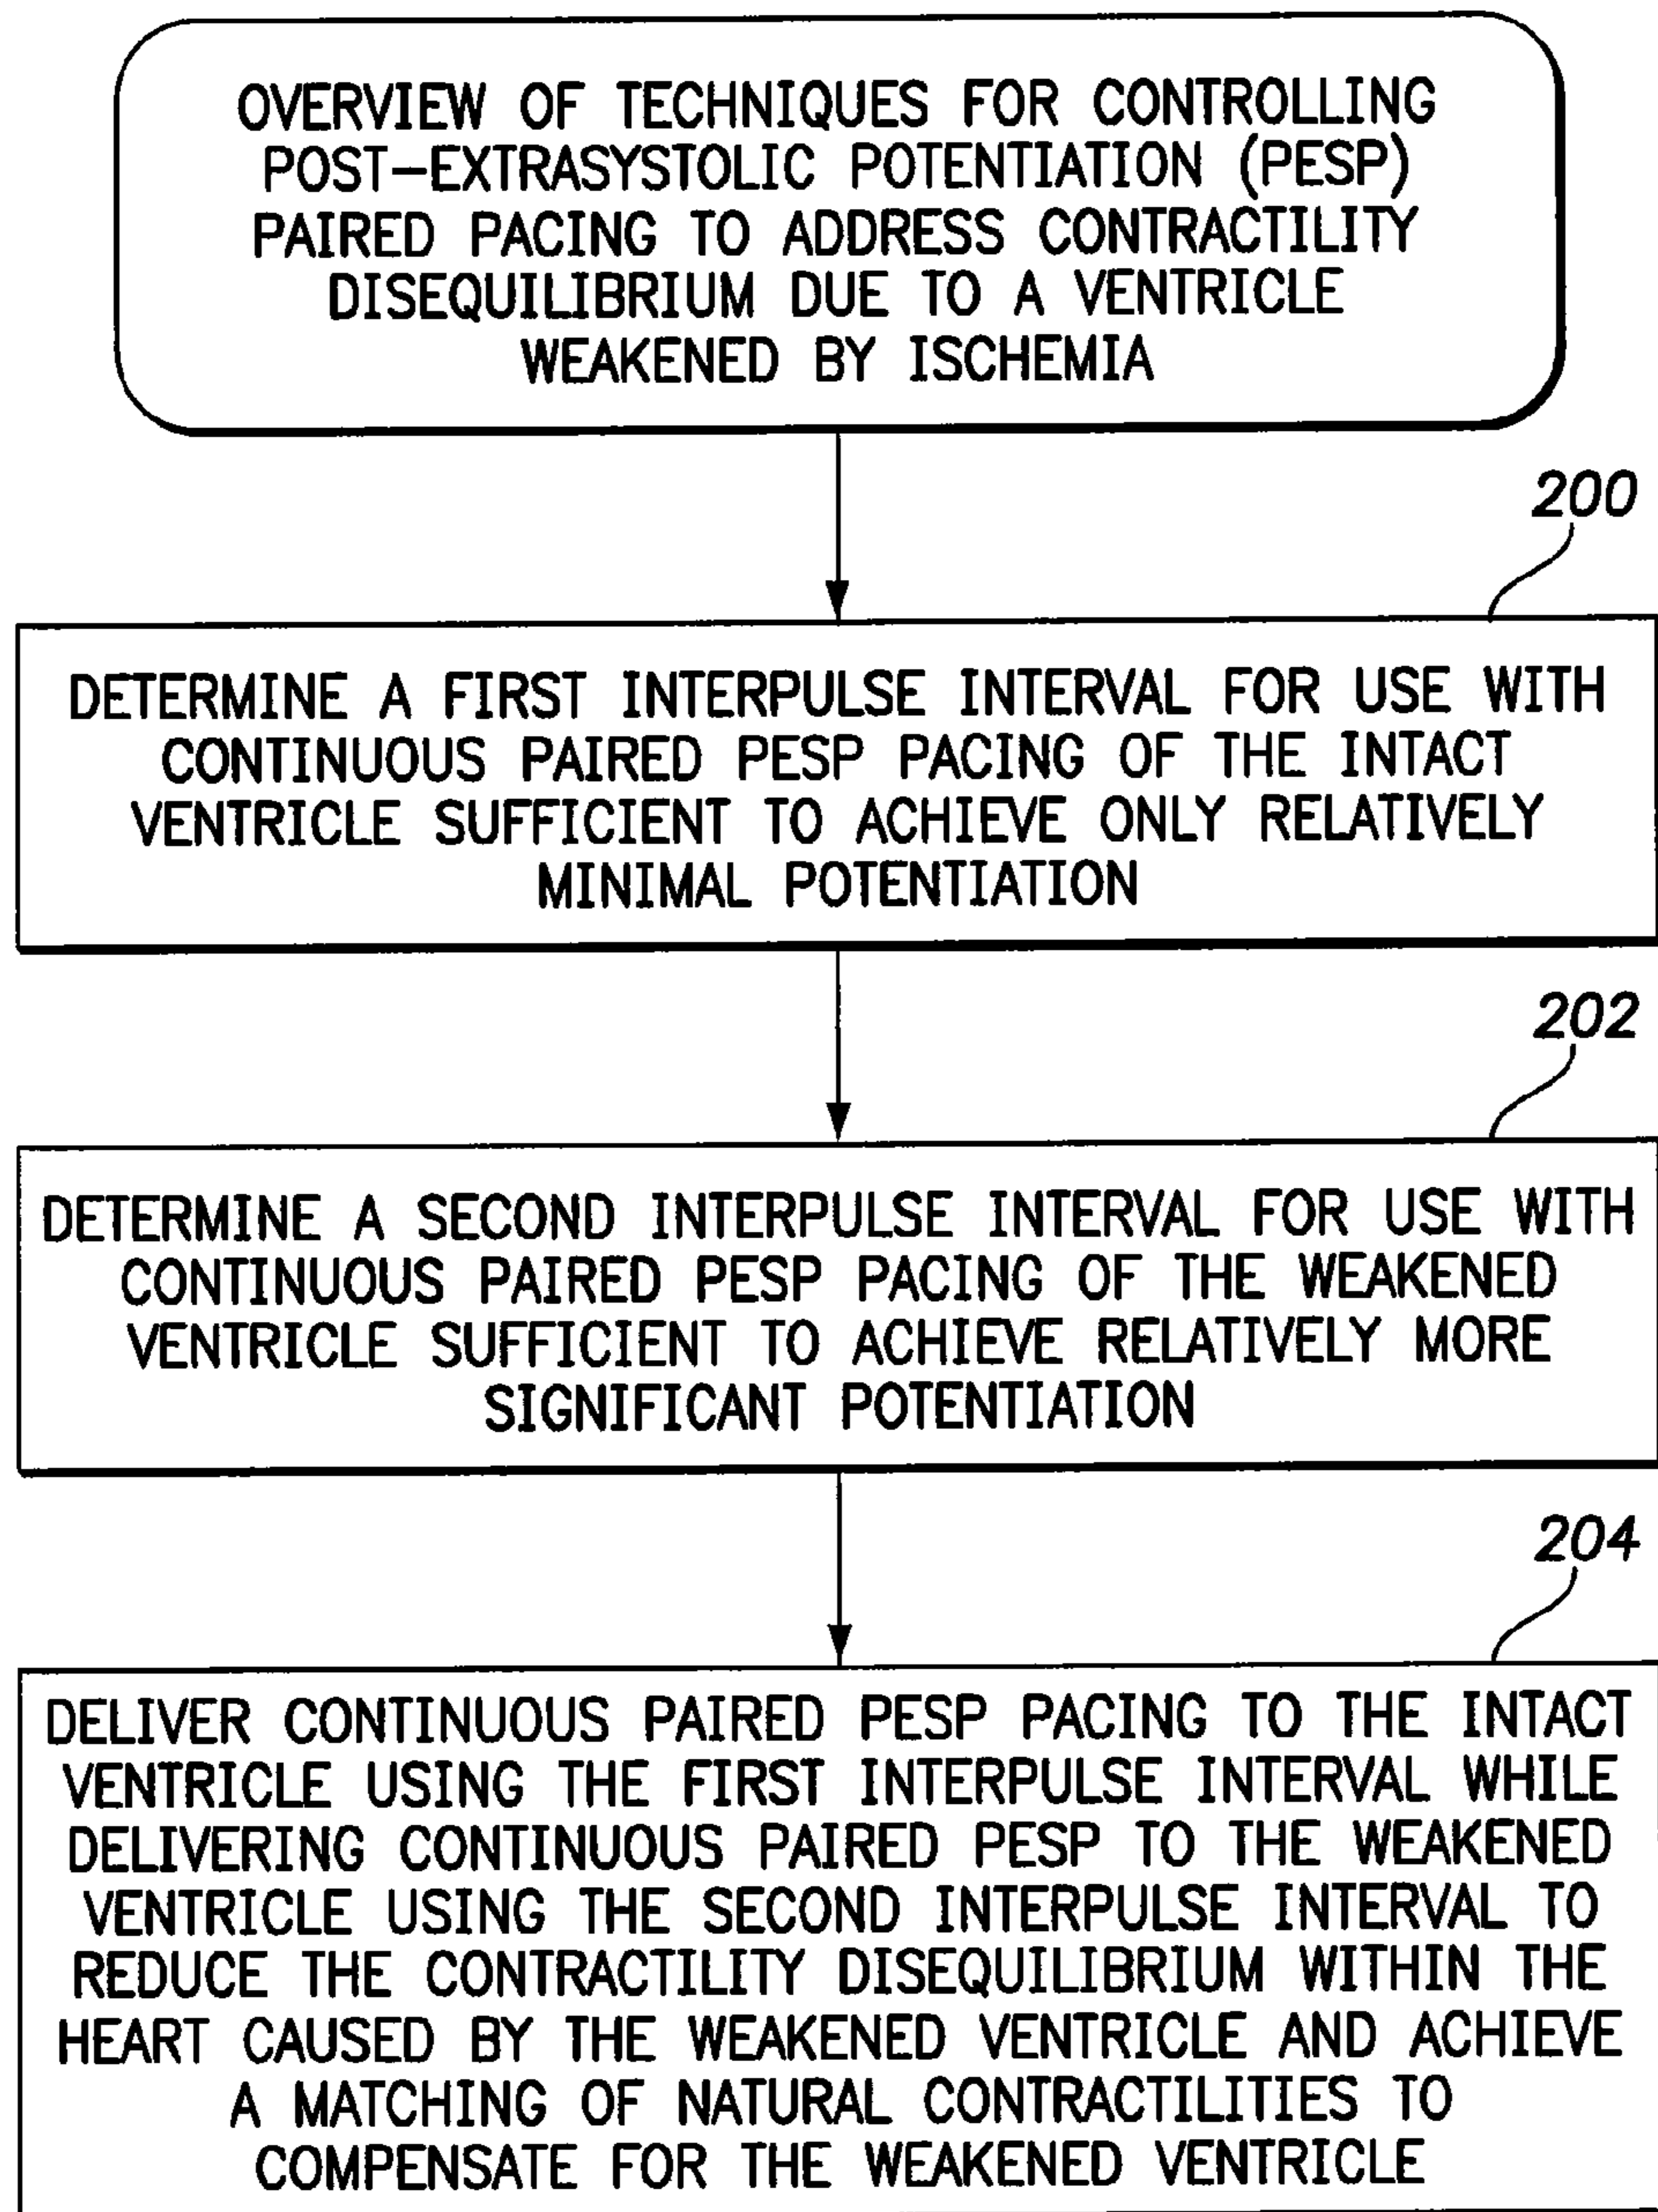 OVERVIEW OF TECHNIQUES FOR CONTROLLING
POST-EXTRASYSTOLIC POTENTIATION (PESP)
PAIRED PACING TO ADDRESS CONTRACTILITY
DISEQUILIBRIUM DUE TO A VENTRICLE
WEAKENED BY ISCHEMIA
200
DETERMINE A FIRST INTERPULSE INTERVAL FOR USE WITH
CONTINUOUS PAIRED PESP PACING OF THE INTACT
VENTRICLE SUFFICIENT TO ACHIEVE ONLY RELATIVELY
MINIMAL POTENTIATION
202
DETERMINE A SECOND INTERPULSE INTERVAL FOR USE WITH
CONTINUOUS PAIRED PESP PACING OF THE WEAKENED
VENTRICLE SUFFICIENT TO ACHIEVE RELATIVELY MORE
SIGNIFICANT POTENTIATION
204
DELIVER CONTINUOUS PAIRED PESP PACING TO THE INTACT
VENTRICLE USING THE FIRST INTERPULSE INTERVAL WHILE
DELIVERING CONTINUOUS PAIRED PESP TO THE WEAKENED
VENTRICLE USING THE SECOND INTERPULSE INTERVAL TO
REDUCE THE CONTRACTILITY DISEQUILIBRIUM WITHIN THE
HEART CAUSED BY THE WEAKENED VENTRICLE AND ACHIEVE
A MATCHING OF NATURAL CONTRACTILITIES TO
COMPENSATE FOR THE WEAKENED VENTRICLE